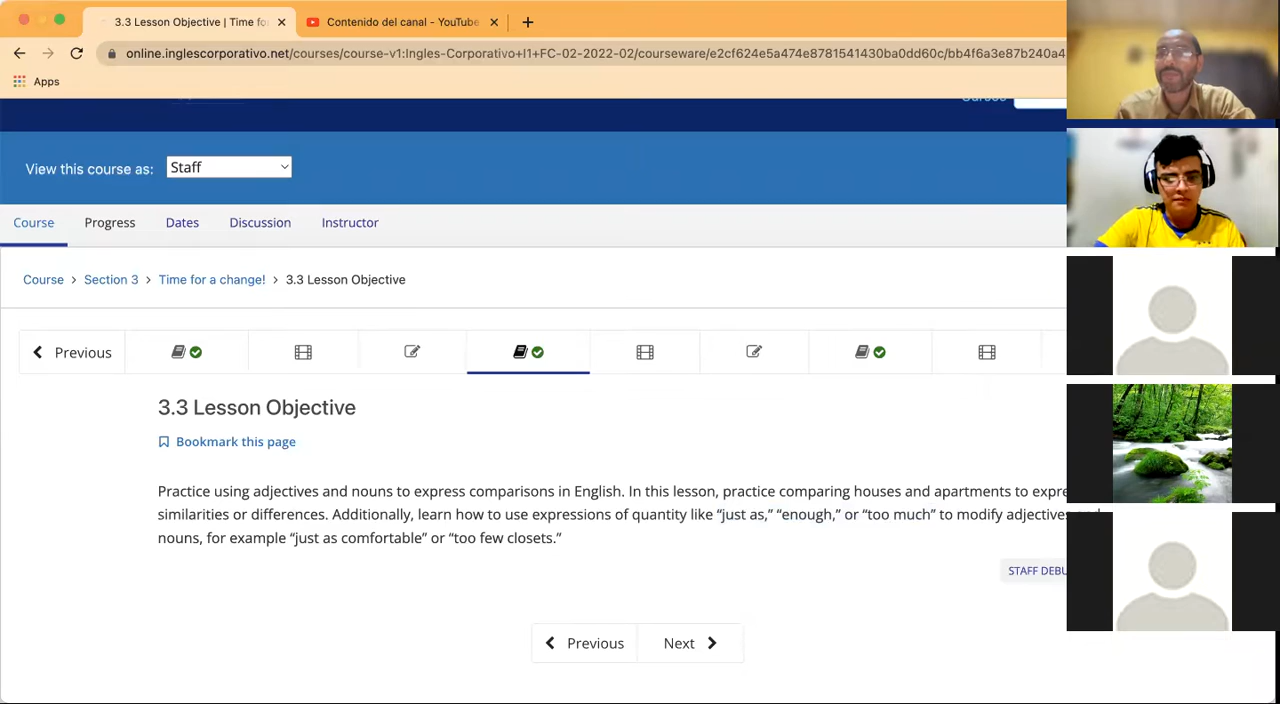 3.3 Lesson Objective | Time fo
Contenido del canal - YouTube
online.inglescorporativo.net/courses/course-v1:Ingles-Corporativo+I1+FC-02-2022-02/courseware/e2cf624e5a474e8781541430ba0dd60c/bb4f6a3e87b240a4
Apps
Cursos
View this course as: Staff
Course Progress Dates Discussion Instructor
Course > Section 3 > Time for a change! > 3.3 Lesson Objective
Previous
3.3 Lesson Objective
Bookmark this page
Practice using adjectives and nouns to express comparisons in English. In this lesson, practice comparing houses and apartments to expre
similarities or differences. Additionally, learn how to use expressions of quantity like “just as,” “enough,” or “too much” to modify adjectives and
nouns, for example “just as comfortable” or “too few closets.”
STAFF DEBU
Previous Next